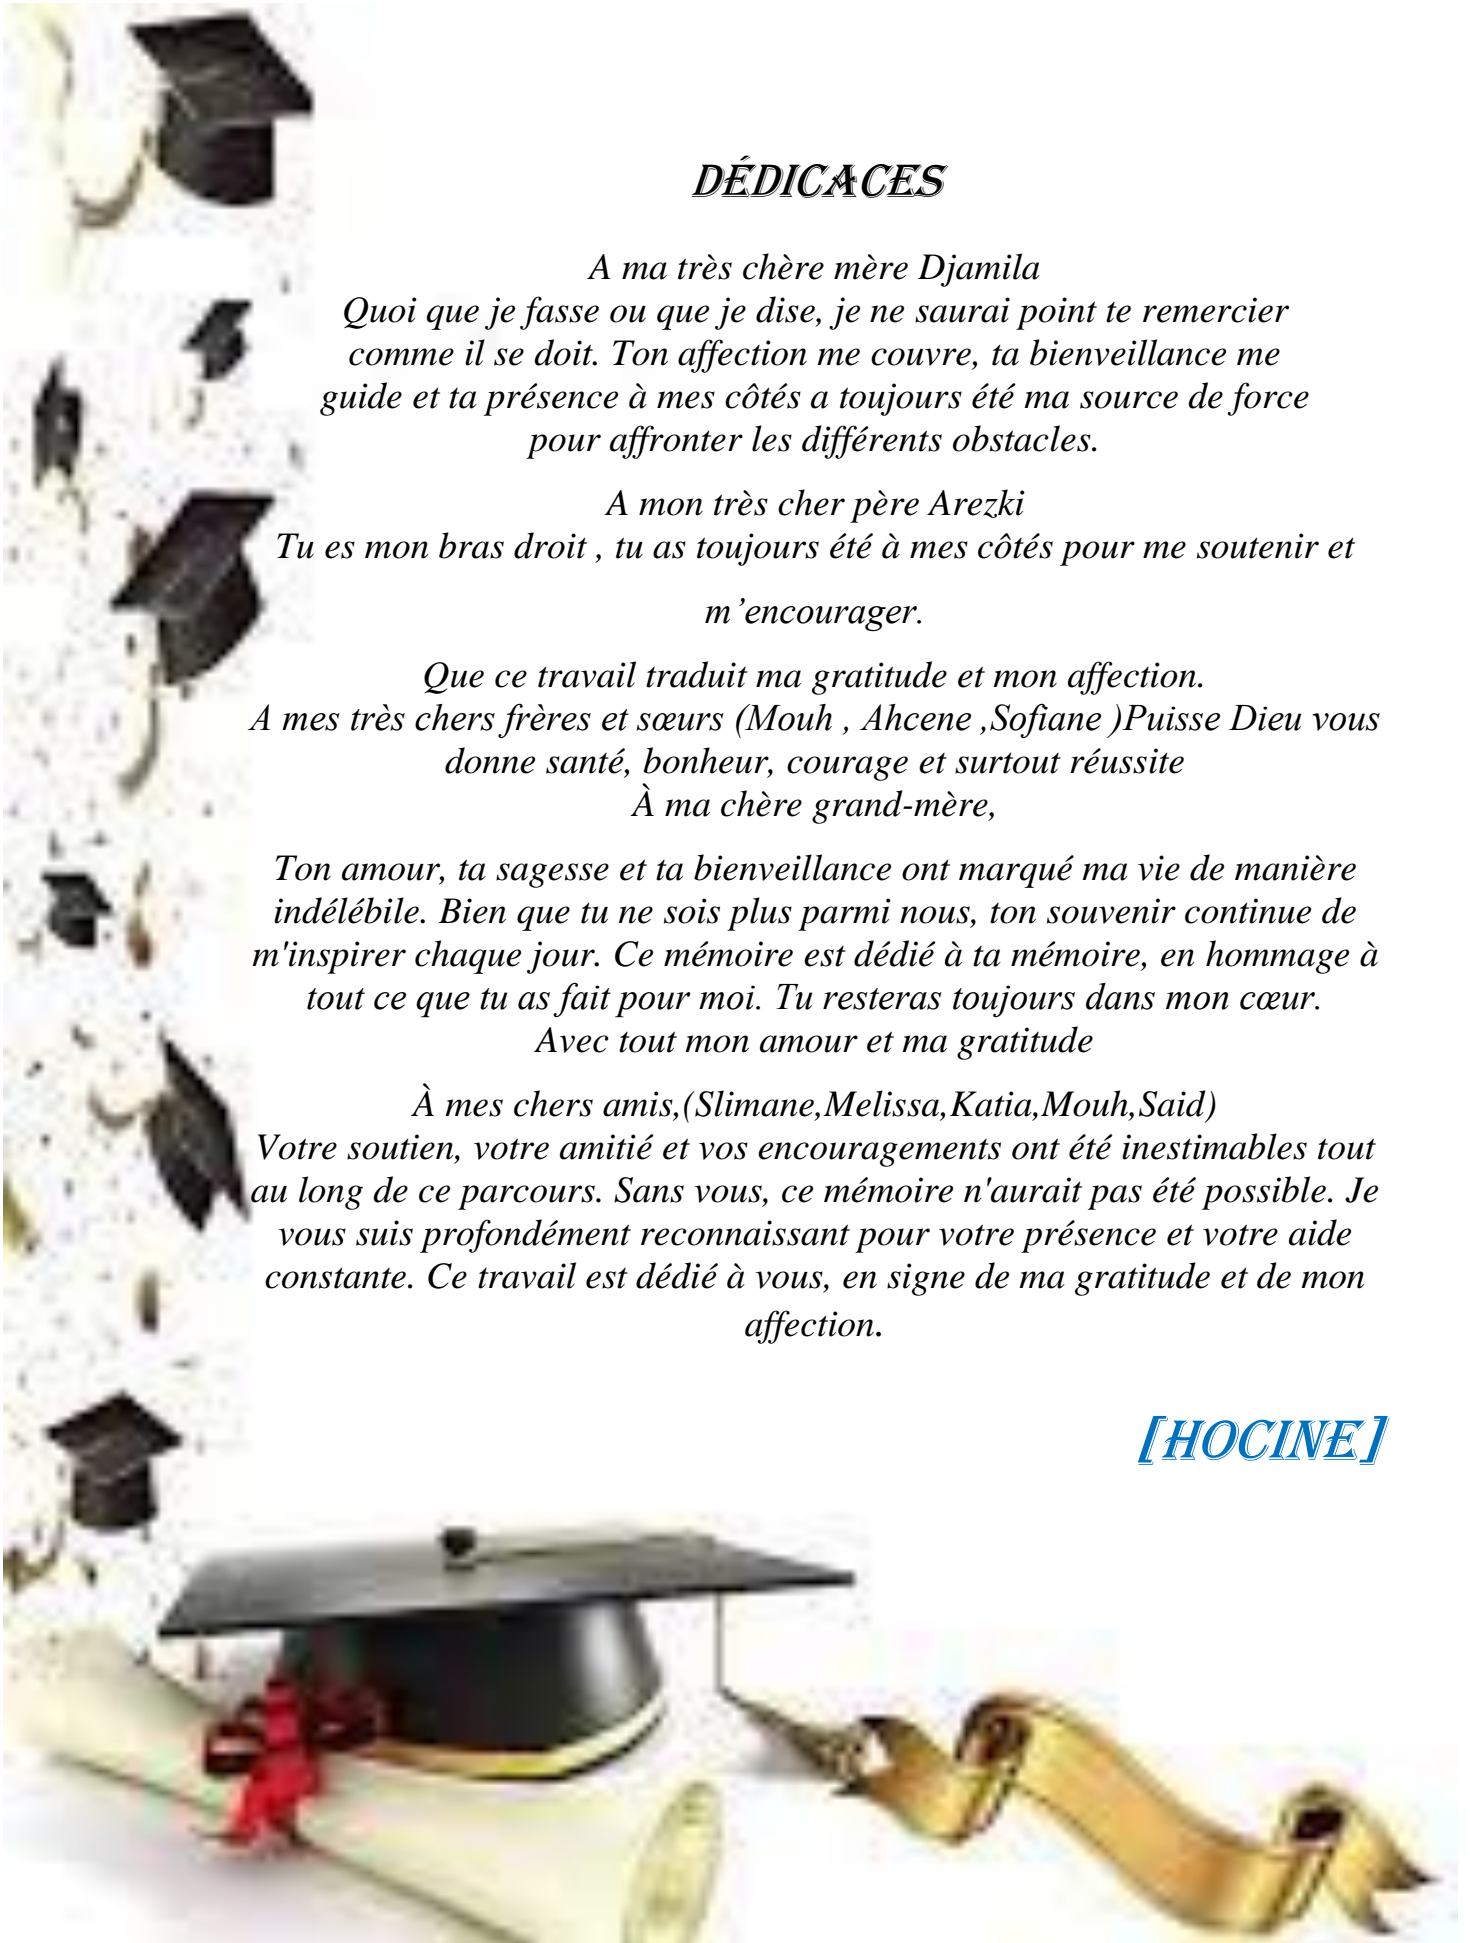 DÉDICACES
A ma très chère mère Djamila
Quoi que je fasse ou que je dise, je ne saurai point te remercier
comme il se doit. Ton affection me couvre, ta bienveillance me
guide et ta présence à mes côtés a toujours été ma source de force
pour affronter les différents obstacles.
A mon très cher père Arezki
Tu es mon bras droit , tu as toujours été à mes côtés pour me soutenir et
m’encourager.
Que ce travail traduit ma gratitude et mon affection.
A mes très chers frères et sœurs (Mouh , Ahcene ,Sofiane )Puisse Dieu vous
donne santé, bonheur, courage et surtout réussite
À ma chère grand-mère,
Ton amour, ta sagesse et ta bienveillance ont marqué ma vie de manière
indélébile. Bien que tu ne sois plus parmi nous, ton souvenir continue de
m'inspirer chaque jour. Ce mémoire est dédié à ta mémoire, en hommage à
tout ce que tu as fait pour moi. Tu resteras toujours dans mon cœur.
Avec tout mon amour et ma gratitude
À mes chers amis,(Slimane,Melissa,Katia,Mouh,Said)
Votre soutien, votre amitié et vos encouragements ont été inestimables tout
au long de ce parcours. Sans vous, ce mémoire n'aurait pas été possible. Je
vous suis profondément reconnaissant pour votre présence et votre aide
constante. Ce travail est dédié à vous, en signe de ma gratitude et de mon
affection.
[HOCINE]